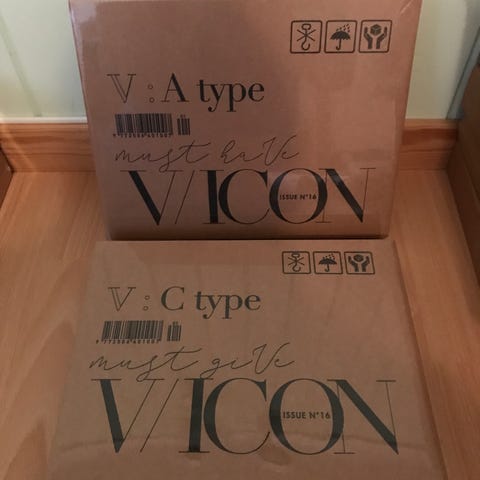 V : A type
must haVe
V/ICON
ISSUE N°16
V : C type
must giVe
V/ICON
ISSUE N°16